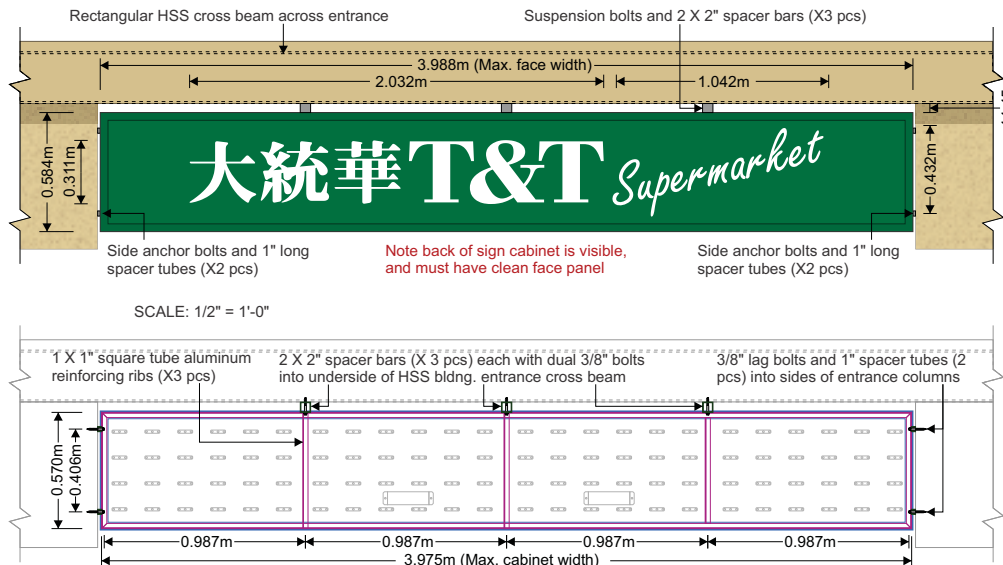 Rectangular HSS cross beam across entrance
Suspension bolts and 2 X 2" spacer bars (X3 pcs)
3.988m (Max. face width)
2.032m
1.042m
0.584m
0.311m
0.432m
大統華 T&T Supermarket
Side anchor bolts and 1" long
spacer tubes (X2 pcs)
Note back of sign cabinet is visible,
and must have clean face panel
Side anchor bolts and 1" long
spacer tubes (X2 pcs)
SCALE: 1/2" = 1'-0"
1 X 1" square tube aluminum
reinforcing ribs (X3 pcs)
2 X 2" spacer bars (X 3 pcs) each with dual 3/8" bolts
into underside of HSS bldng. entrance cross beam
3/8" lag bolts and 1" spacer tubes (2
pcs) into sides of entrance columns
0.570m
0.406m
0.987m
0.987m
0.987m
0.987m
3.975m (Max. cabinet width)